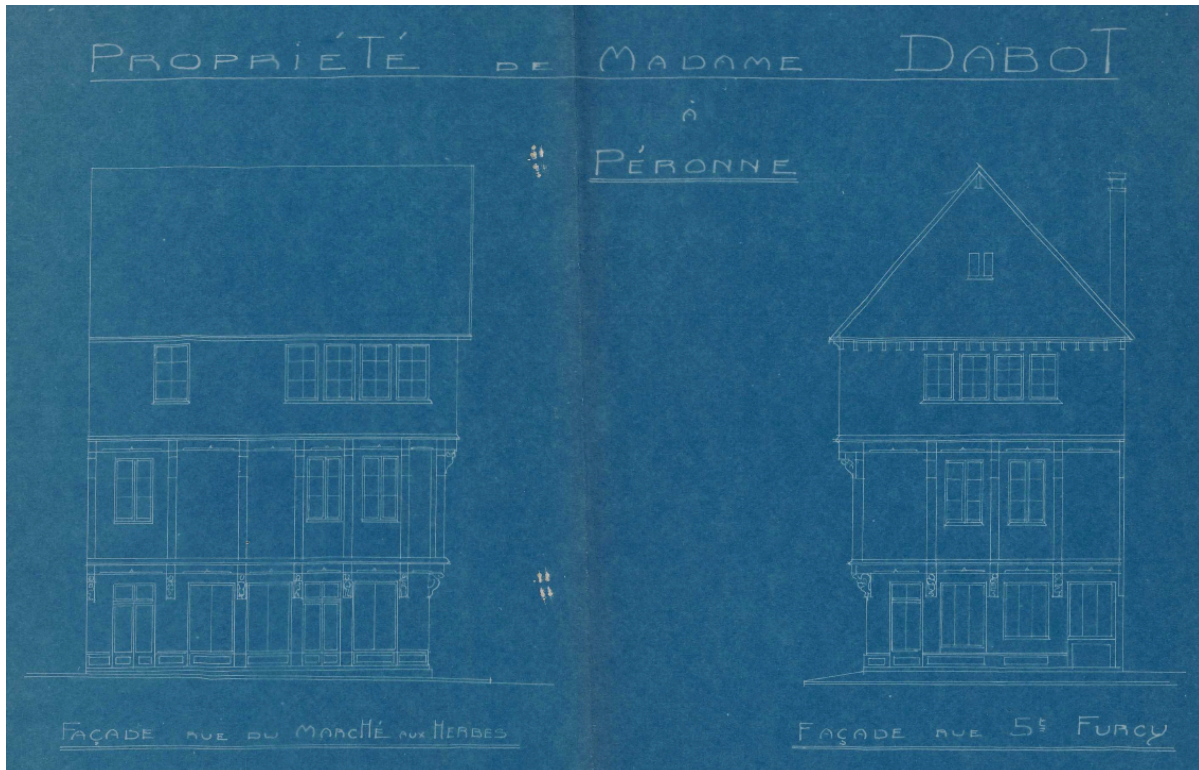 PROPRIÉTÉ DE MADAME DABOT
À
PÉRONNE
FAÇADE RUE DU MARCHÉ AUX HERBES
FAÇADE RUE ST FURCY